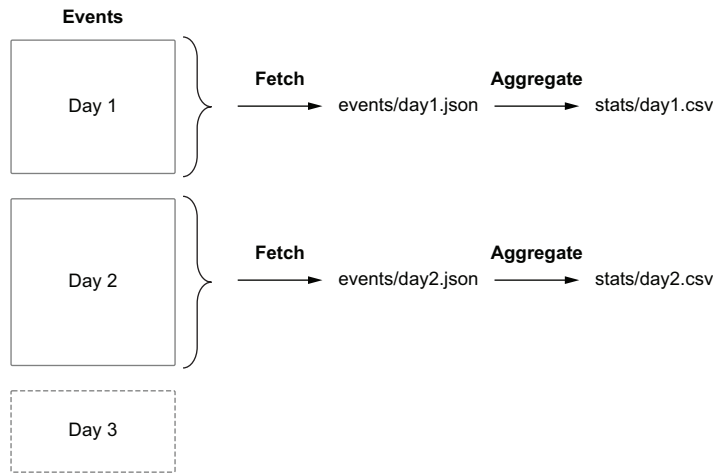 Events
Day 1
Fetch
events/day1.json
Aggregate
stats/day1.csv
Day 2
Fetch
events/day2.json
Aggregate
stats/day2.csv
Day 3